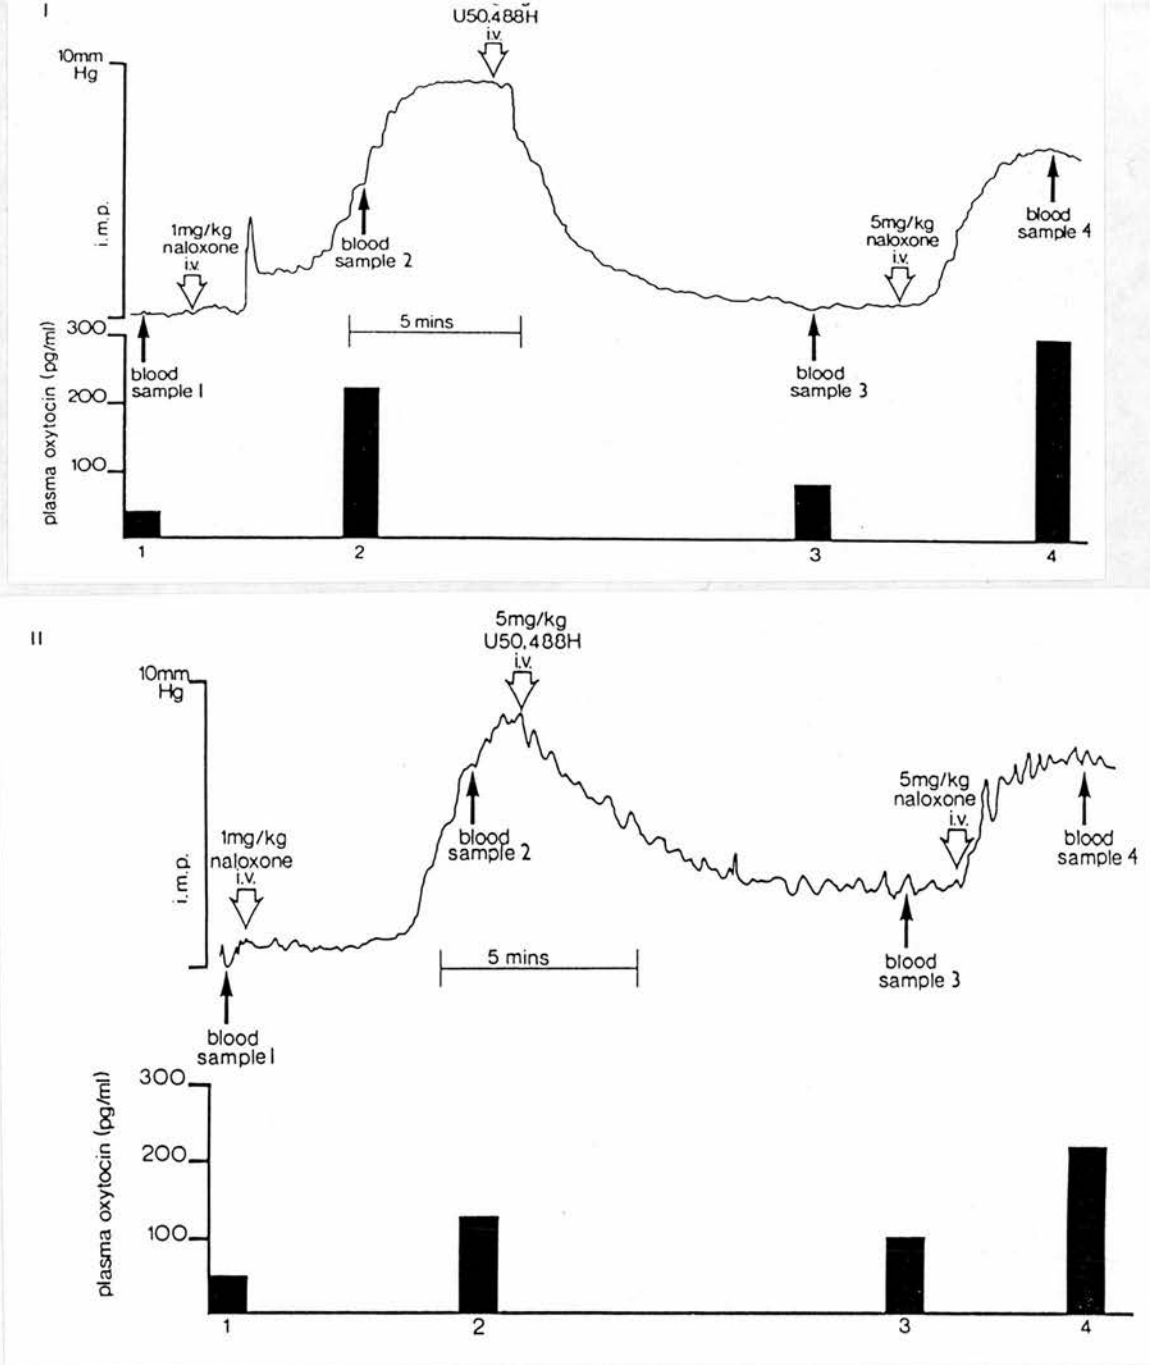 I
U50,488H
i.v.
10mm
Hg
i.m.p.
1mg/kg
naloxone
i.v.
blood
sample 2
5mg/kg
naloxone
i.v.
blood
sample 4
5 mins
blood
sample 1
blood
sample 3
plasma oxytocin (pg/ml)
300
200
100
1
2
3
4
II
5mg/kg
U50,488H
i.v.
10mm
Hg
i.m.p.
1mg/kg
naloxone
i.v.
blood
sample 2
5mg/kg
naloxone
i.v.
blood
sample 4
5 mins
blood
sample 3
blood
sample 1
plasma oxytocin (pg/ml)
300
200
100
1
2
3
4